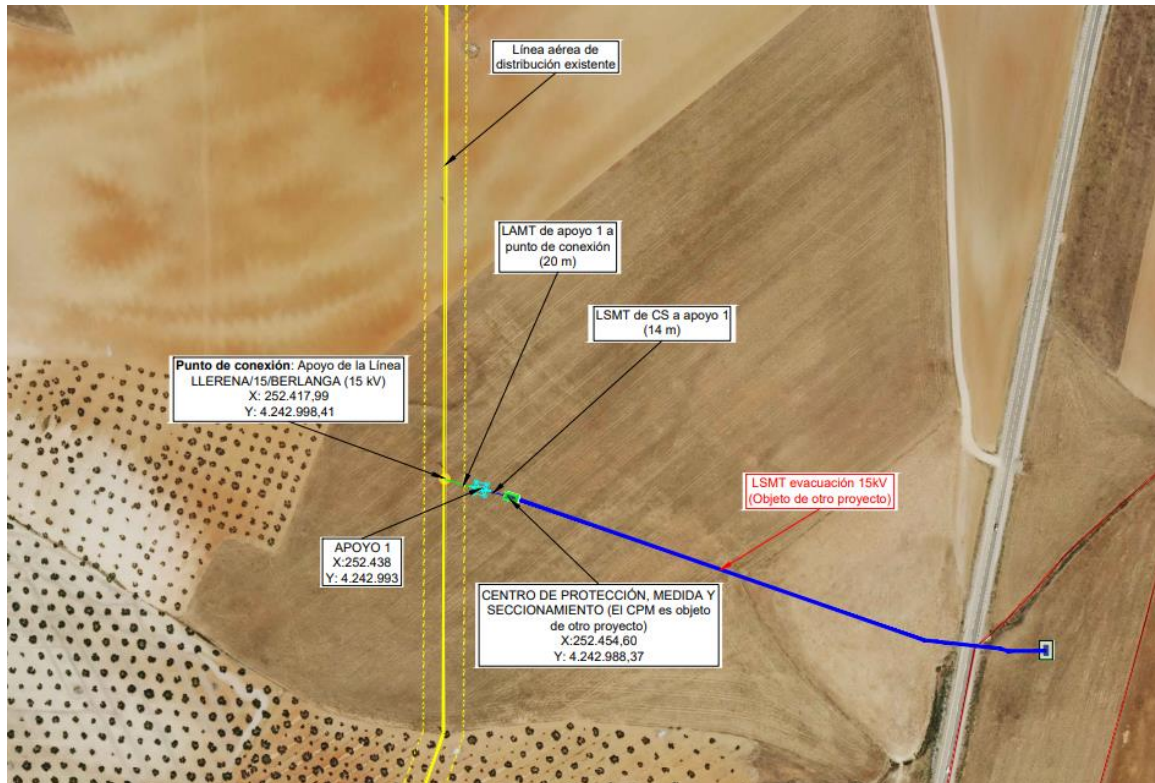 Línea aérea de
distribución existente
LAMT de apoyo 1 a
punto de conexión
(20 m)
LSMT de CS a apoyo 1
(14 m)
Punto de conexión: Apoyo de la Línea
LLERENA/15/BERLANGA (15 kV)
X: 252.417,99
Y: 4.242.998,41
LSMT evacuación 15kV
(Objeto de otro proyecto)
APOYO 1
X:252.438
Y: 4.242.993
CENTRO DE PROTECCIÓN, MEDIDA Y
SECCIONAMIENTO (El CPM es objeto
de otro proyecto)
X:252.454,60
Y: 4.242.988,37